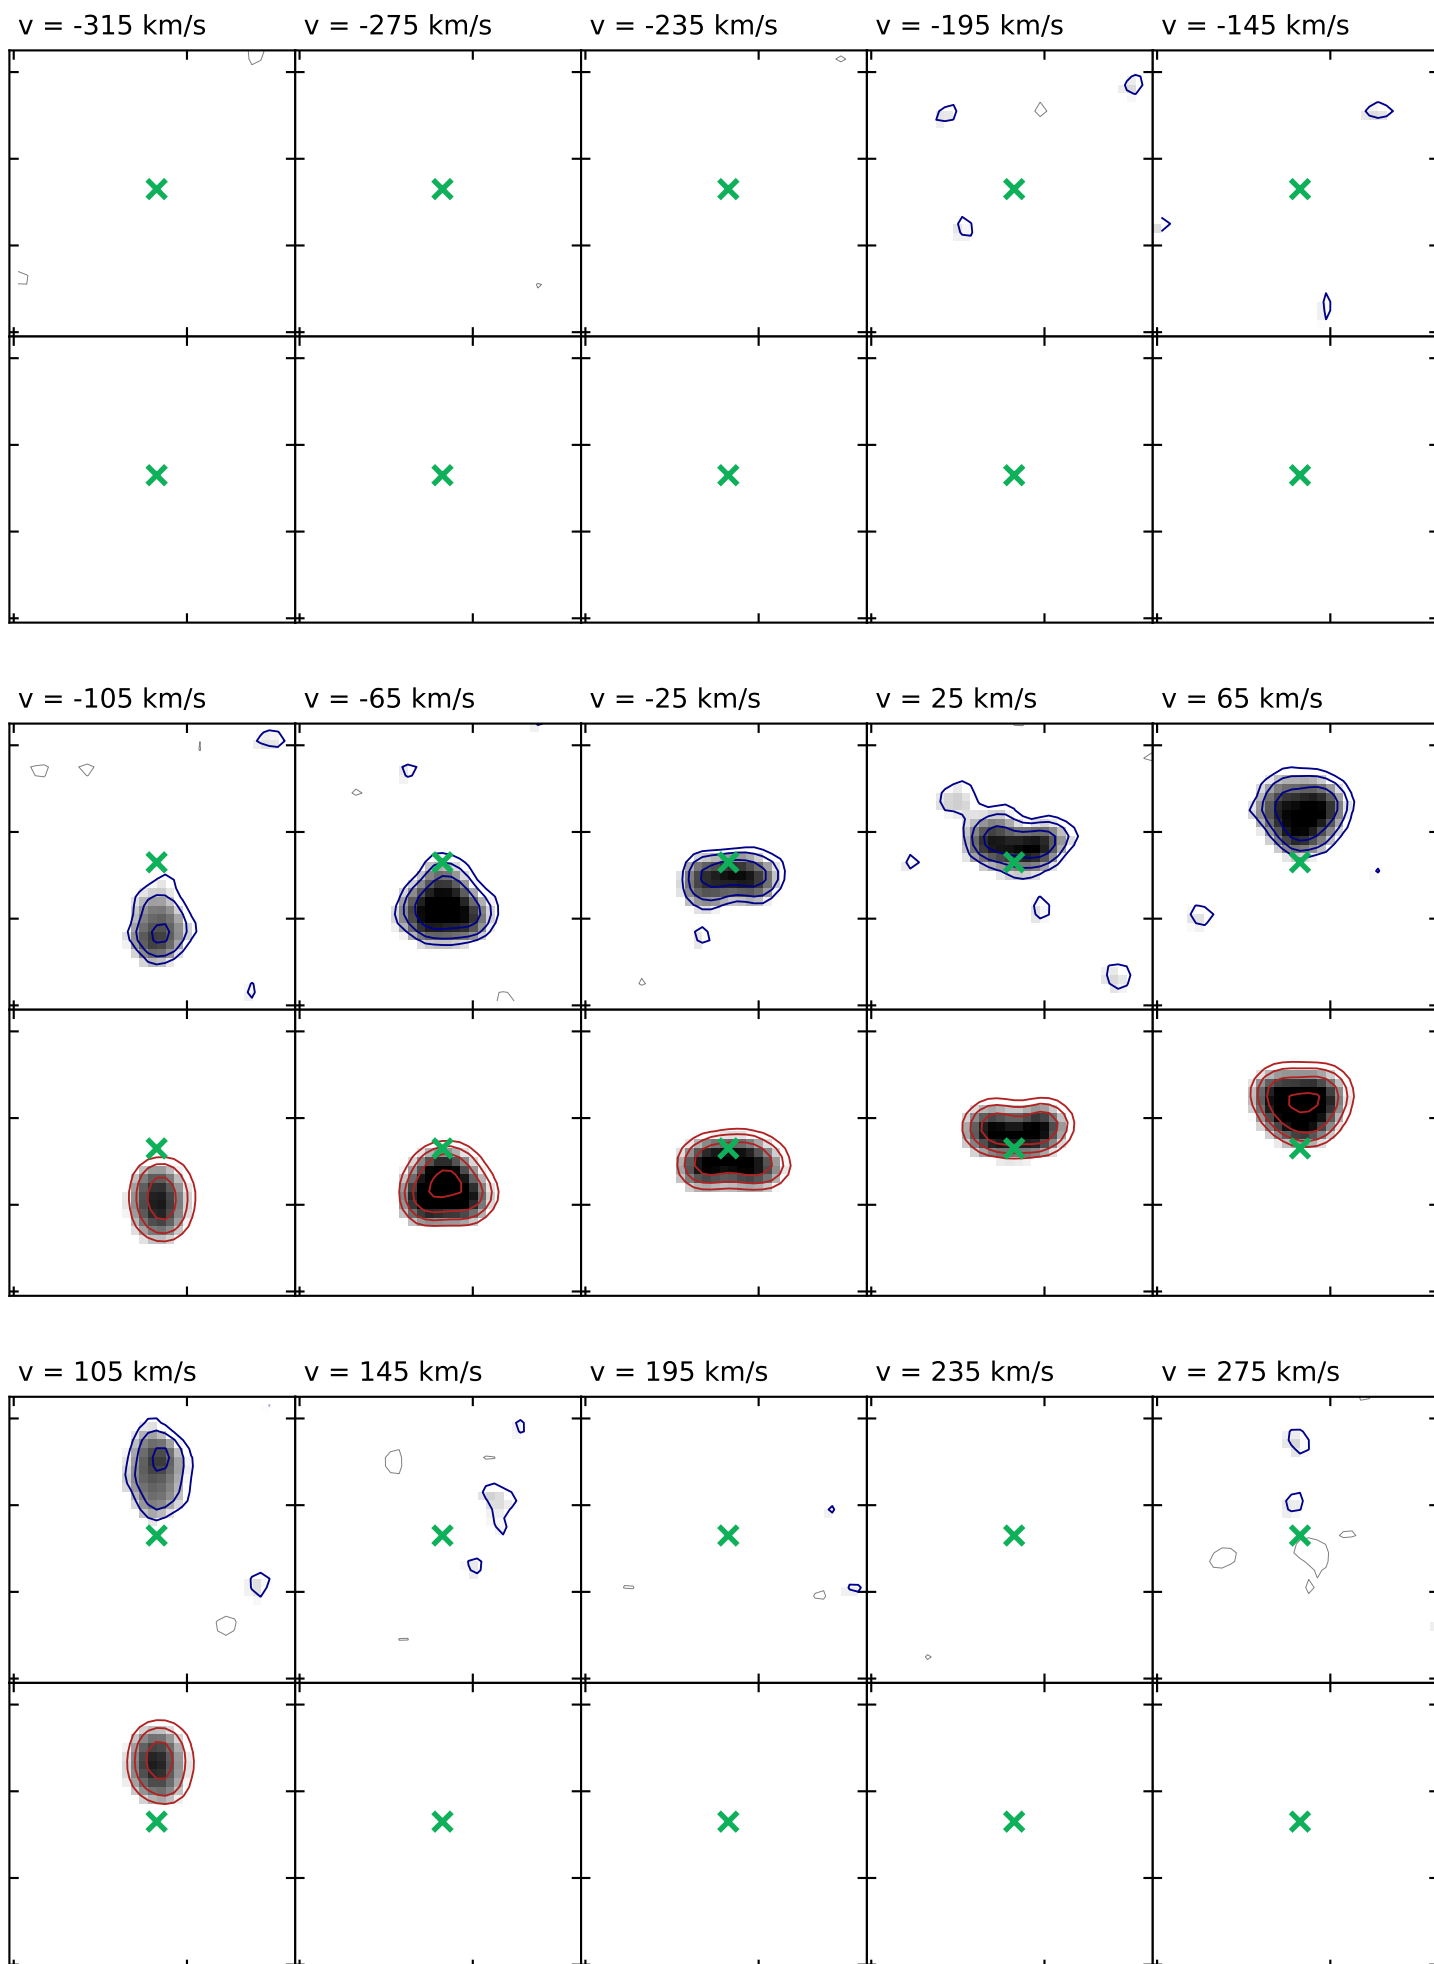 v = -315 km/s
v = -275 km/s
v = -235 km/s
v = -195 km/s
v = -145 km/s
v = -105 km/s
v = -65 km/s
v = -25 km/s
v = 25 km/s
v = 65 km/s
v = 105 km/s
v = 145 km/s
v = 195 km/s
v = 235 km/s
v = 275 km/s